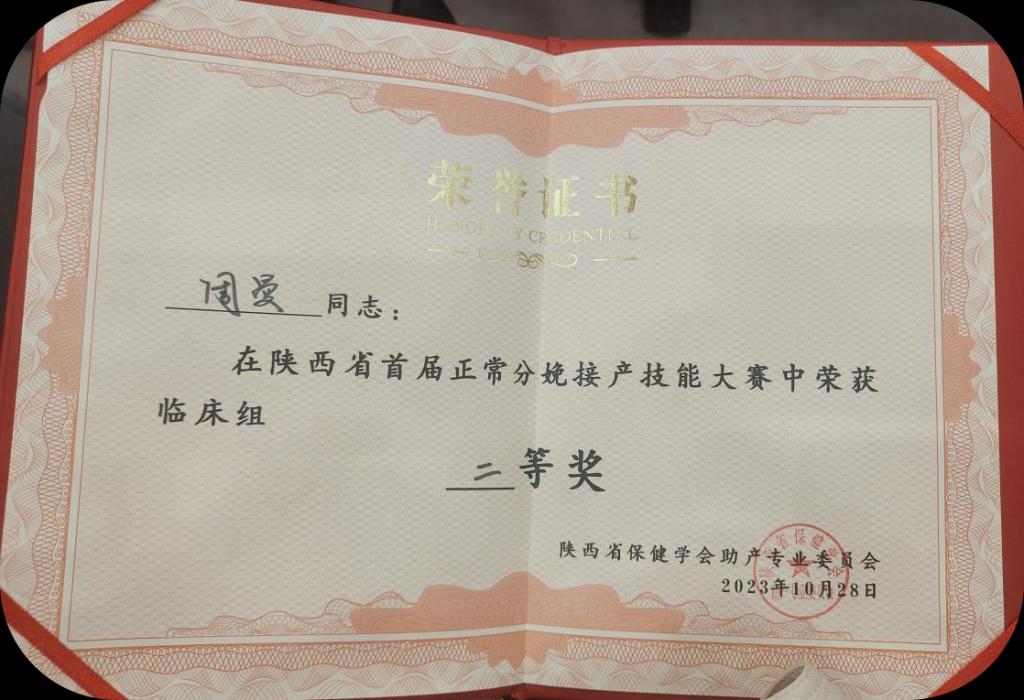 荣誉证书
HONORARY CREDENTIAL
周曼 同志：
在陕西省首届正常分娩接产技能大赛中荣获
临床组
二等奖
陕西省保健学会助产专业委员会
2023年10月28日